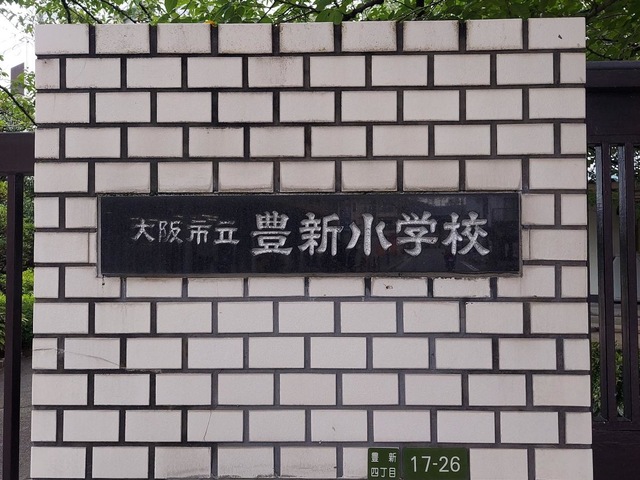 大阪市立 豊新小学校
豊新
四丁目
17-26